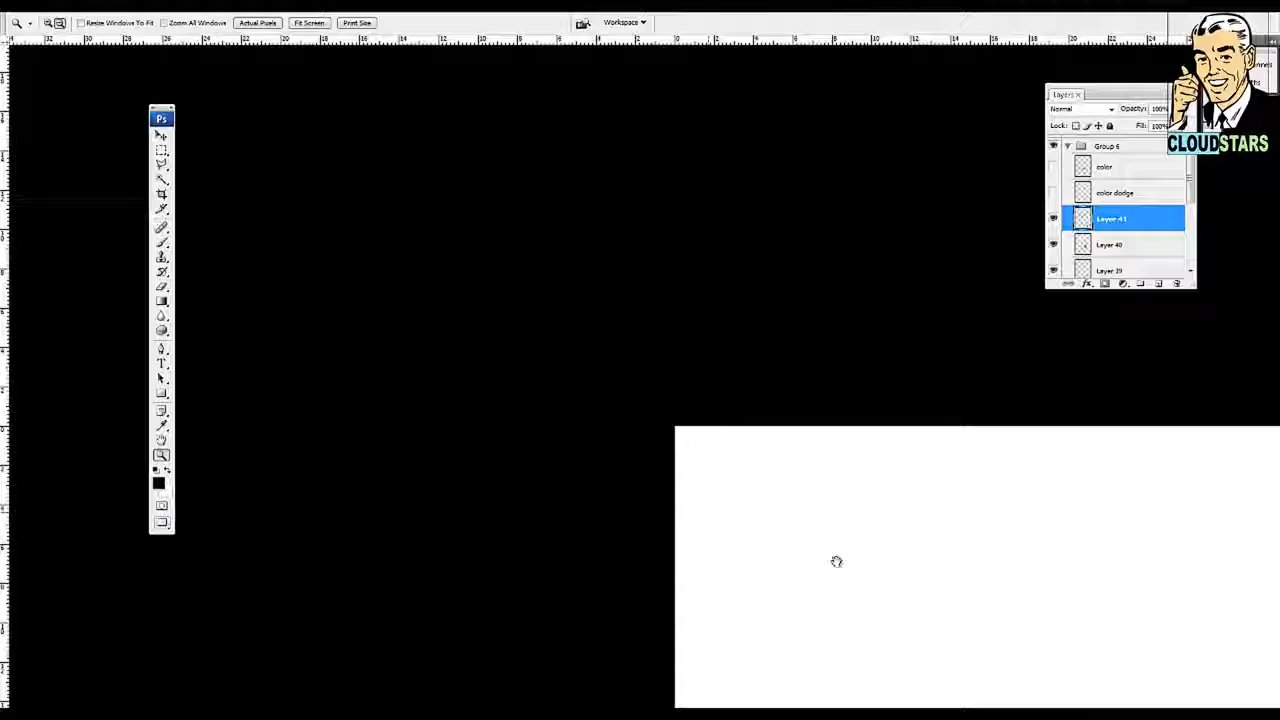 Resize Windows To Fit Zoom All Windows Actual Pixels Fit Screen Print Size Workspace
Ps
Layers
Normal Opacity: 100%
Lock: Fill: 100%
Group 6
color
color dodge
Layer 41
Layer 40
Layer 39
CLOUDSTARS